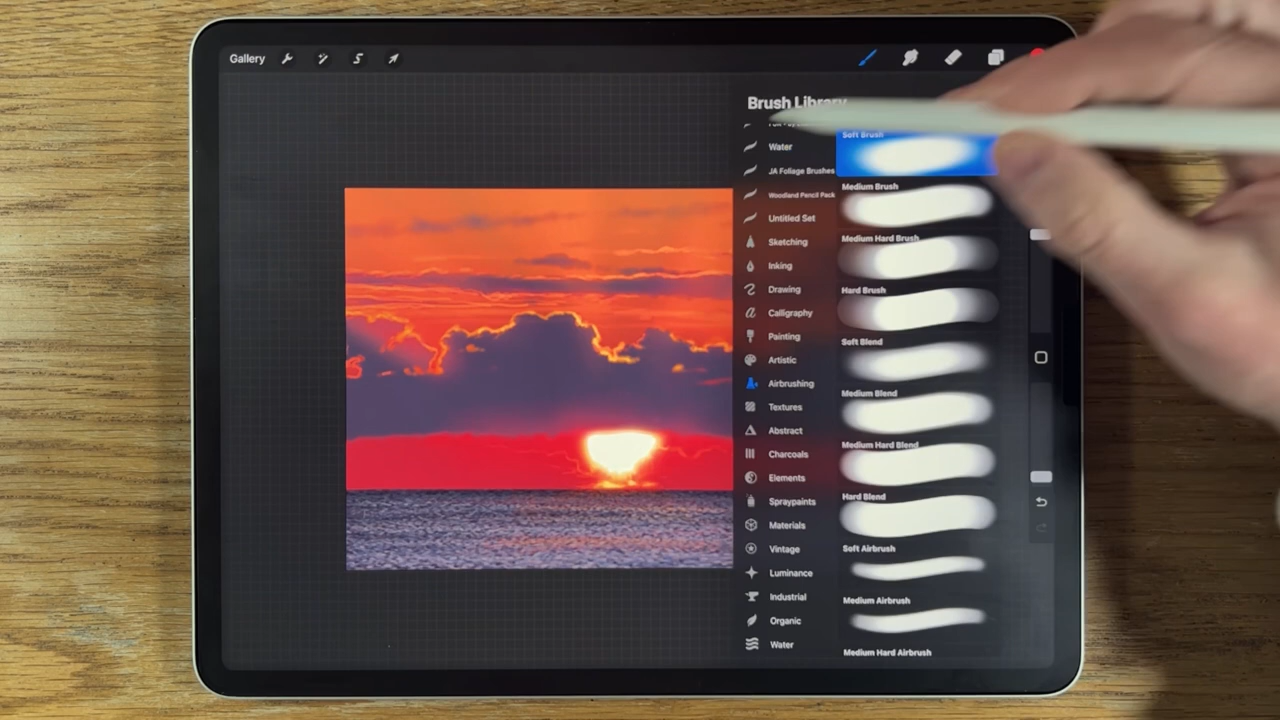 Gallery
Brush Library
Water
JA Foliage Brushes
Woodland Pencil Pack
Untitled Set
Sketching
Inking
Drawing
Calligraphy
Painting
Artistic
Airbrushing
Textures
Abstract
Charcoals
Elements
Spraypaints
Materials
Vintage
Luminance
Industrial
Organic
Water
Soft Brush
Medium Brush
Medium Hard Brush
Hard Brush
Soft Blend
Medium Blend
Medium Hard Blend
Hard Blend
Soft Airbrush
Medium Airbrush
Medium Hard Airbrush